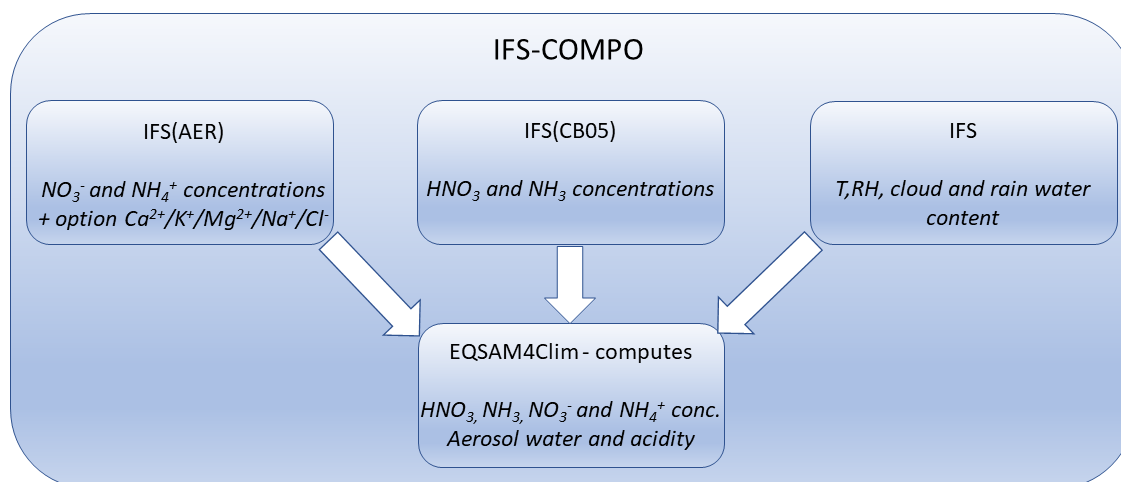 IFS-COMPO
IFS(AER)
NO₃⁻ and NH₄⁺ concentrations
+ option Ca²⁺/K⁺/Mg²⁺/Na⁺/Cl⁻
IFS(CB05)
HNO₃ and NH₃ concentrations
IFS
T,RH, cloud and rain water
content
EQSAM4Clim - computes
HNO₃, NH₃, NO₃⁻ and NH₄⁺ conc.
Aerosol water and acidity